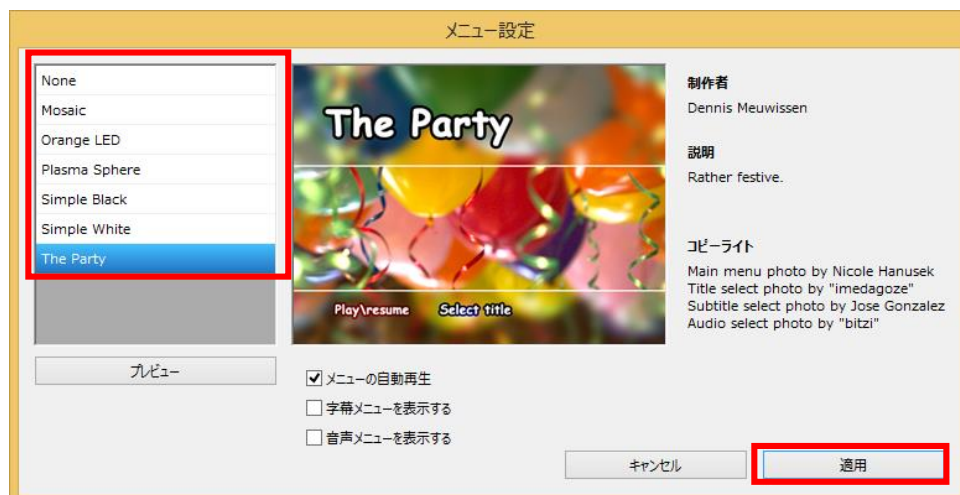 メニュー設定
None
Mosaic
Orange LED
Plasma Sphere
Simple Black
Simple White
The Party
プレビュー
The Party
Play\resume
Select title
メニューの自動再生
字幕メニューを表示する
音声メニューを表示する
制作者
Dennis Meuwissen
説明
Rather festive.
コピーライト
Main menu photo by Nicole Hanusek
Title select photo by "imedagoze"
Subtitle select photo by Jose Gonzalez
Audio select photo by "bitzi"
キャンセル
適用